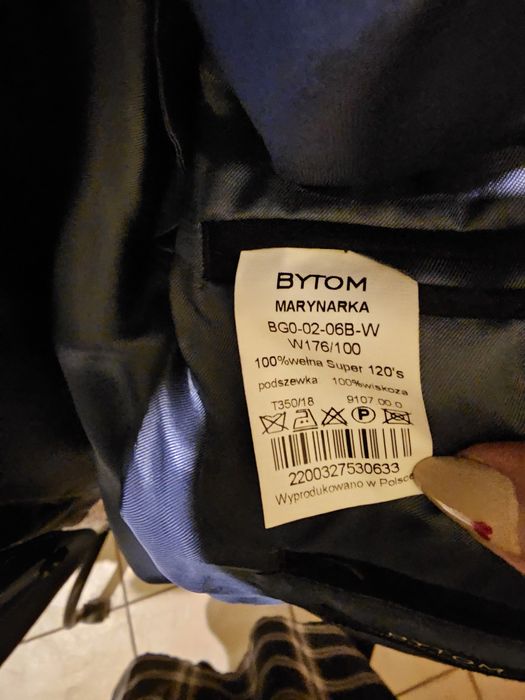 BYTOM
MARYNARKA
BG0-02-06B-W
W176/100
100%wełna Super 120's
podszewka 100%wiskoza
T350/18 9107 00 0
P
2200327530633
Wyprodukowano w Polsce
BYTOM